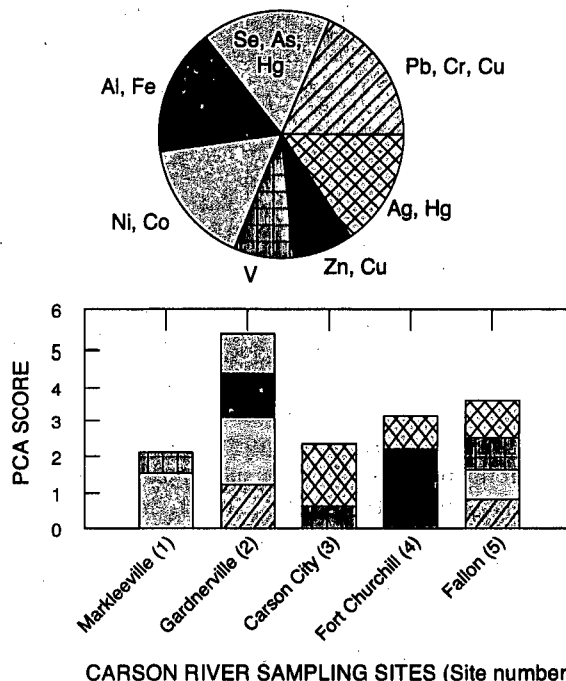 Se, As,
Hg
Pb, Cr, Cu
Al, Fe
Ag, Hg
Ni, Co
V
Zn, Cu
6
5
4
3
2
1
0
PCA SCORE
Markleeville (1)
Gardnerville (2)
Carson City (3)
Fort Churchill (4)
Fallon (5)
CARSON RIVER SAMPLING SITES (Site number